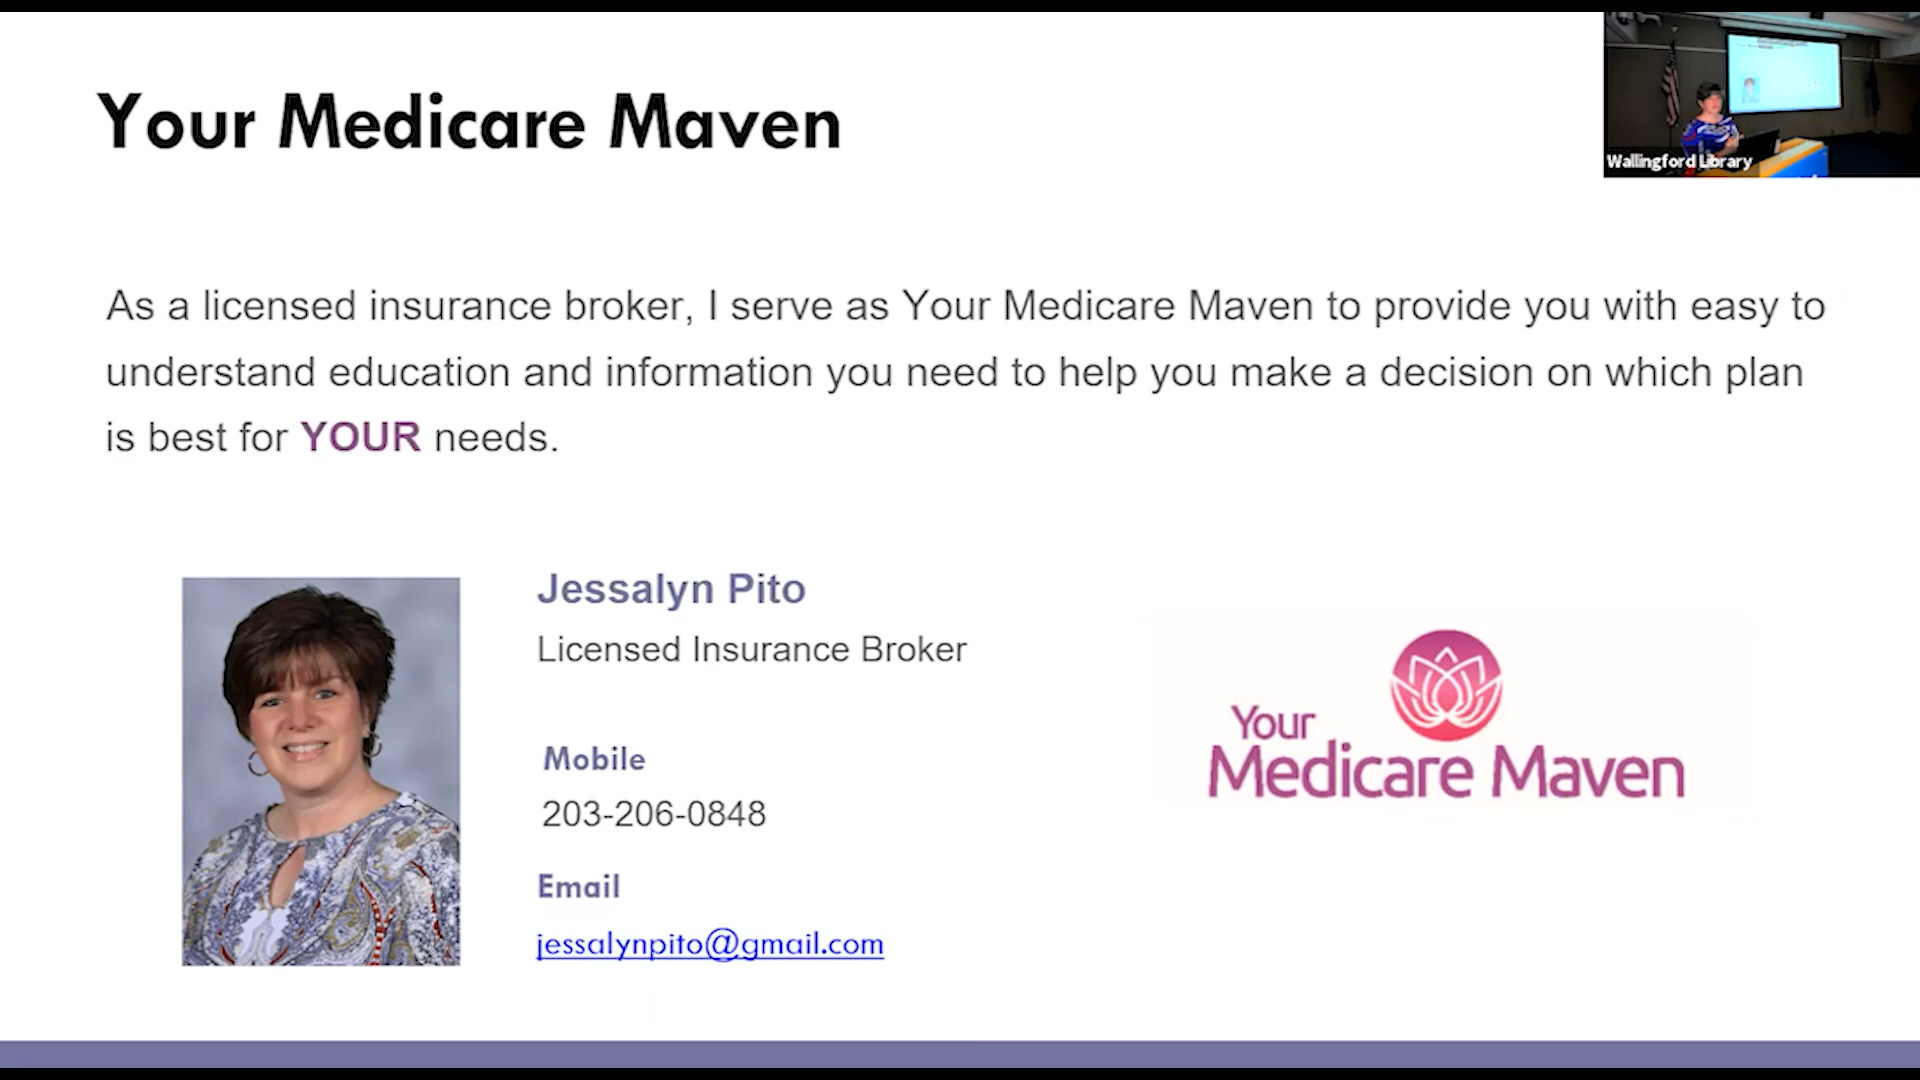 Your Medicare Maven
Wallingford Library
As a licensed insurance broker, I serve as Your Medicare Maven to provide you with easy to
understand education and information you need to help you make a decision on which plan
is best for YOUR needs.
Jessalyn Pito
Licensed Insurance Broker
Mobile
203-206-0848
Email
jessalynpito@gmail.com
Your
Medicare Maven